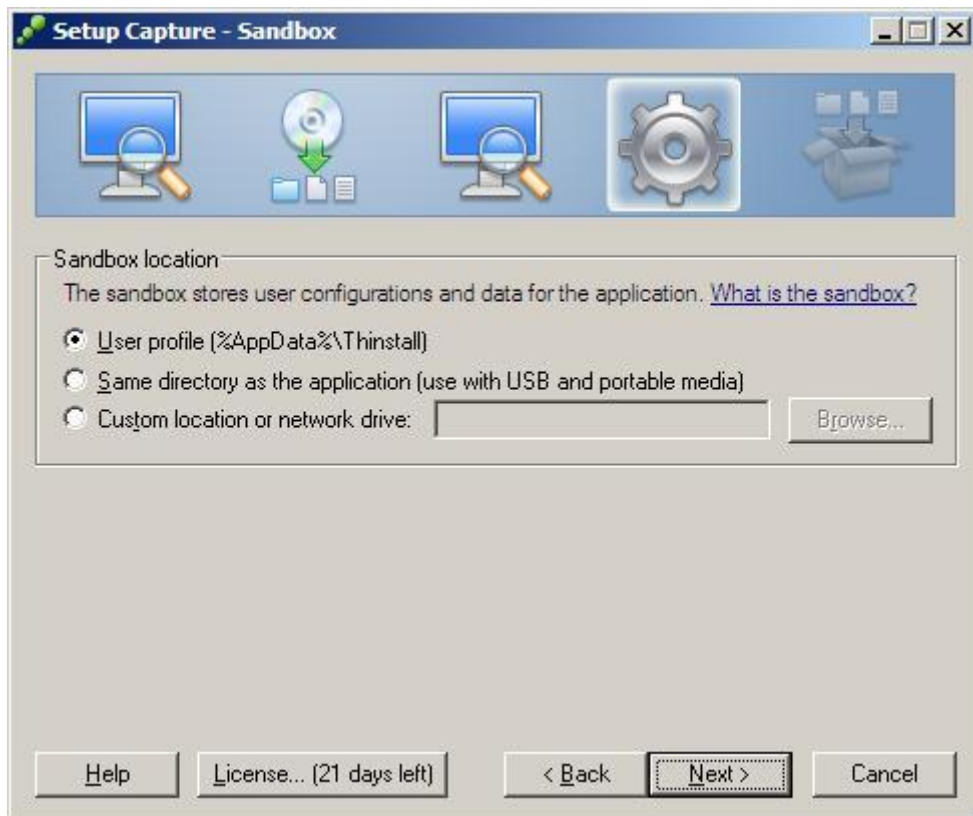 Setup Capture - Sandbox
Sandbox location
The sandbox stores user configurations and data for the application. What is the sandbox?
User profile (%AppData%\Thinstall)
Same directory as the application (use with USB and portable media)
Custom location or network drive: Browse...
Help License... (21 days left) < Back Next > Cancel